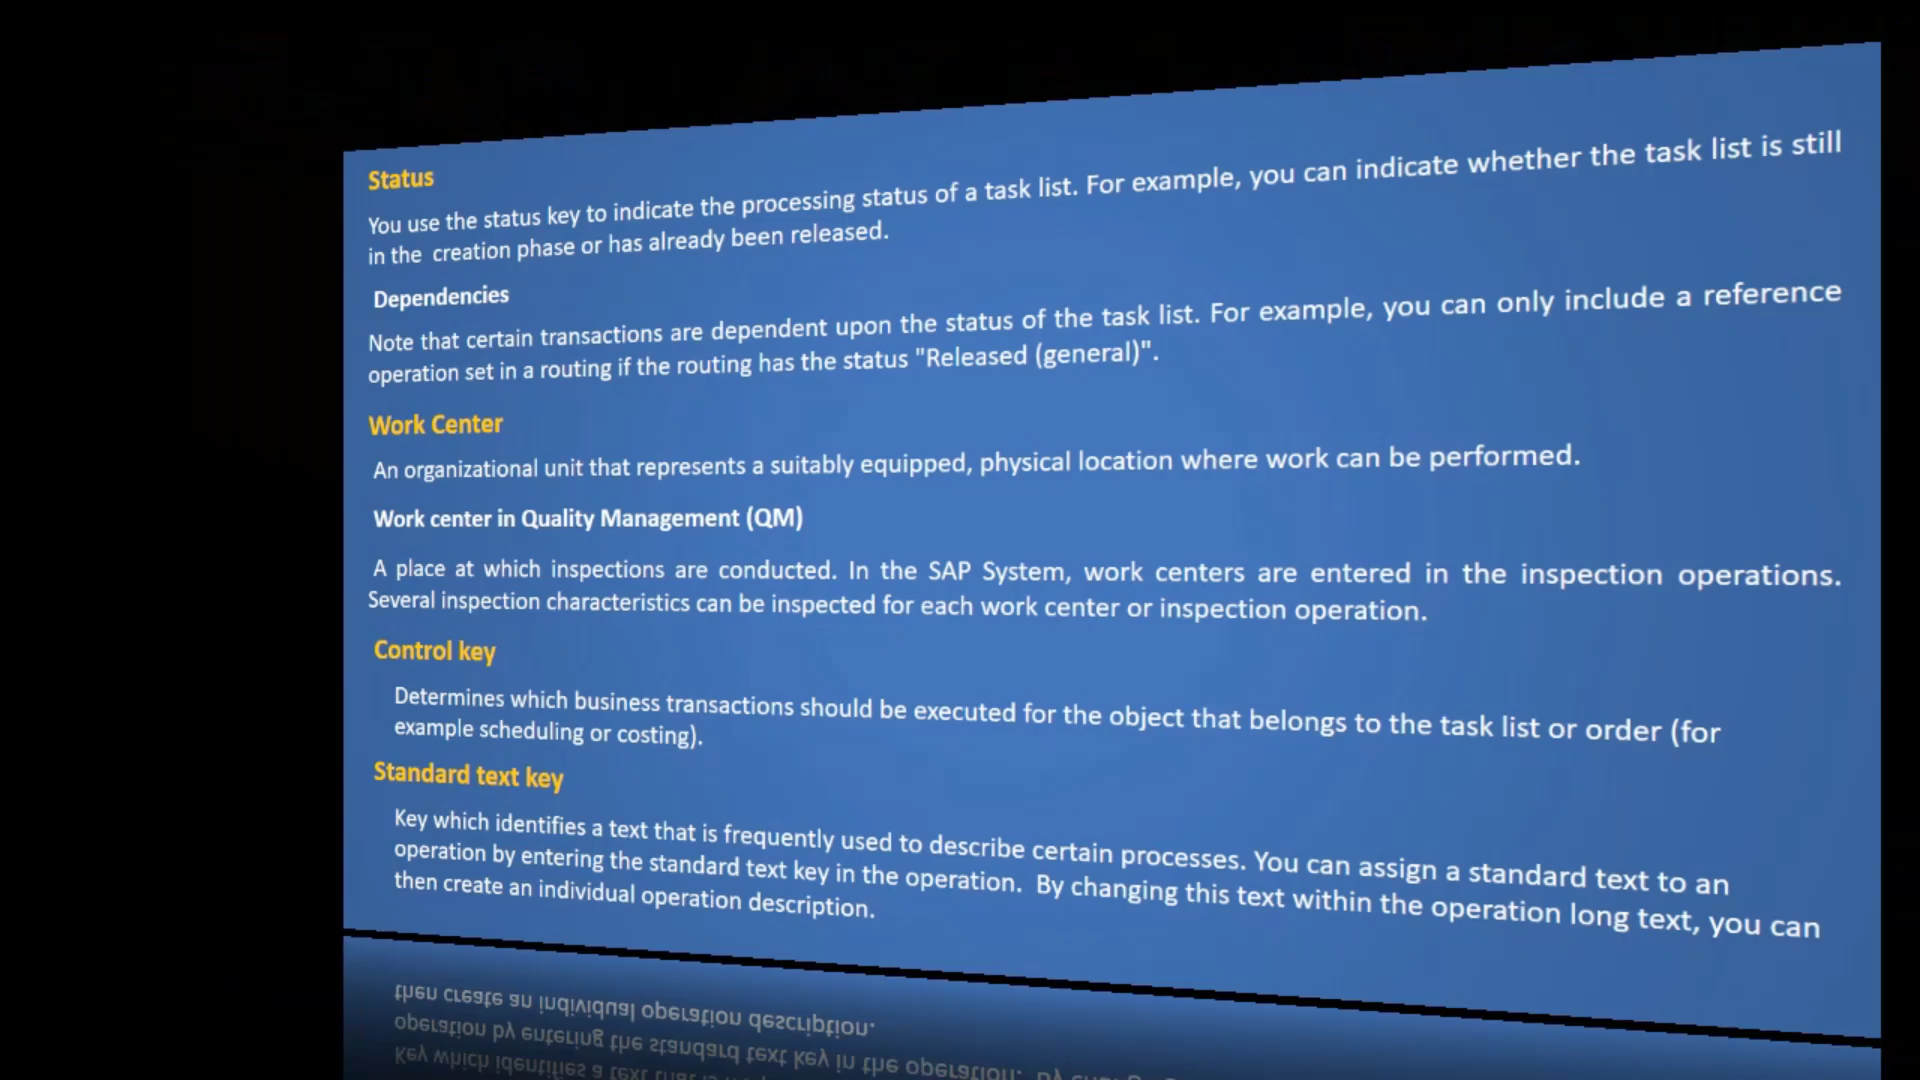 Status
You use the status key to indicate the processing status of a task list. For example, you can indicate whether the task list is still
in the creation phase or has already been released.
Dependencies
Note that certain transactions are dependent upon the status of the task list. For example, you can only include a reference
operation set in a routing if the routing has the status "Released (general)".
Work Center
An organizational unit that represents a suitably equipped, physical location where work can be performed.
Work center in Quality Management (QM)
A place at which inspections are conducted. In the SAP System, work centers are entered in the inspection operations.
Several inspection characteristics can be inspected for each work center or inspection operation.
Control key
Determines which business transactions should be executed for the object that belongs to the task list or order (for
example scheduling or costing).
Standard text key
Key which identifies a text that is frequently used to describe certain processes. You can assign a standard text to an
operation by entering the standard text key in the operation. By changing this text within the operation long text, you can
then create an individual operation description.